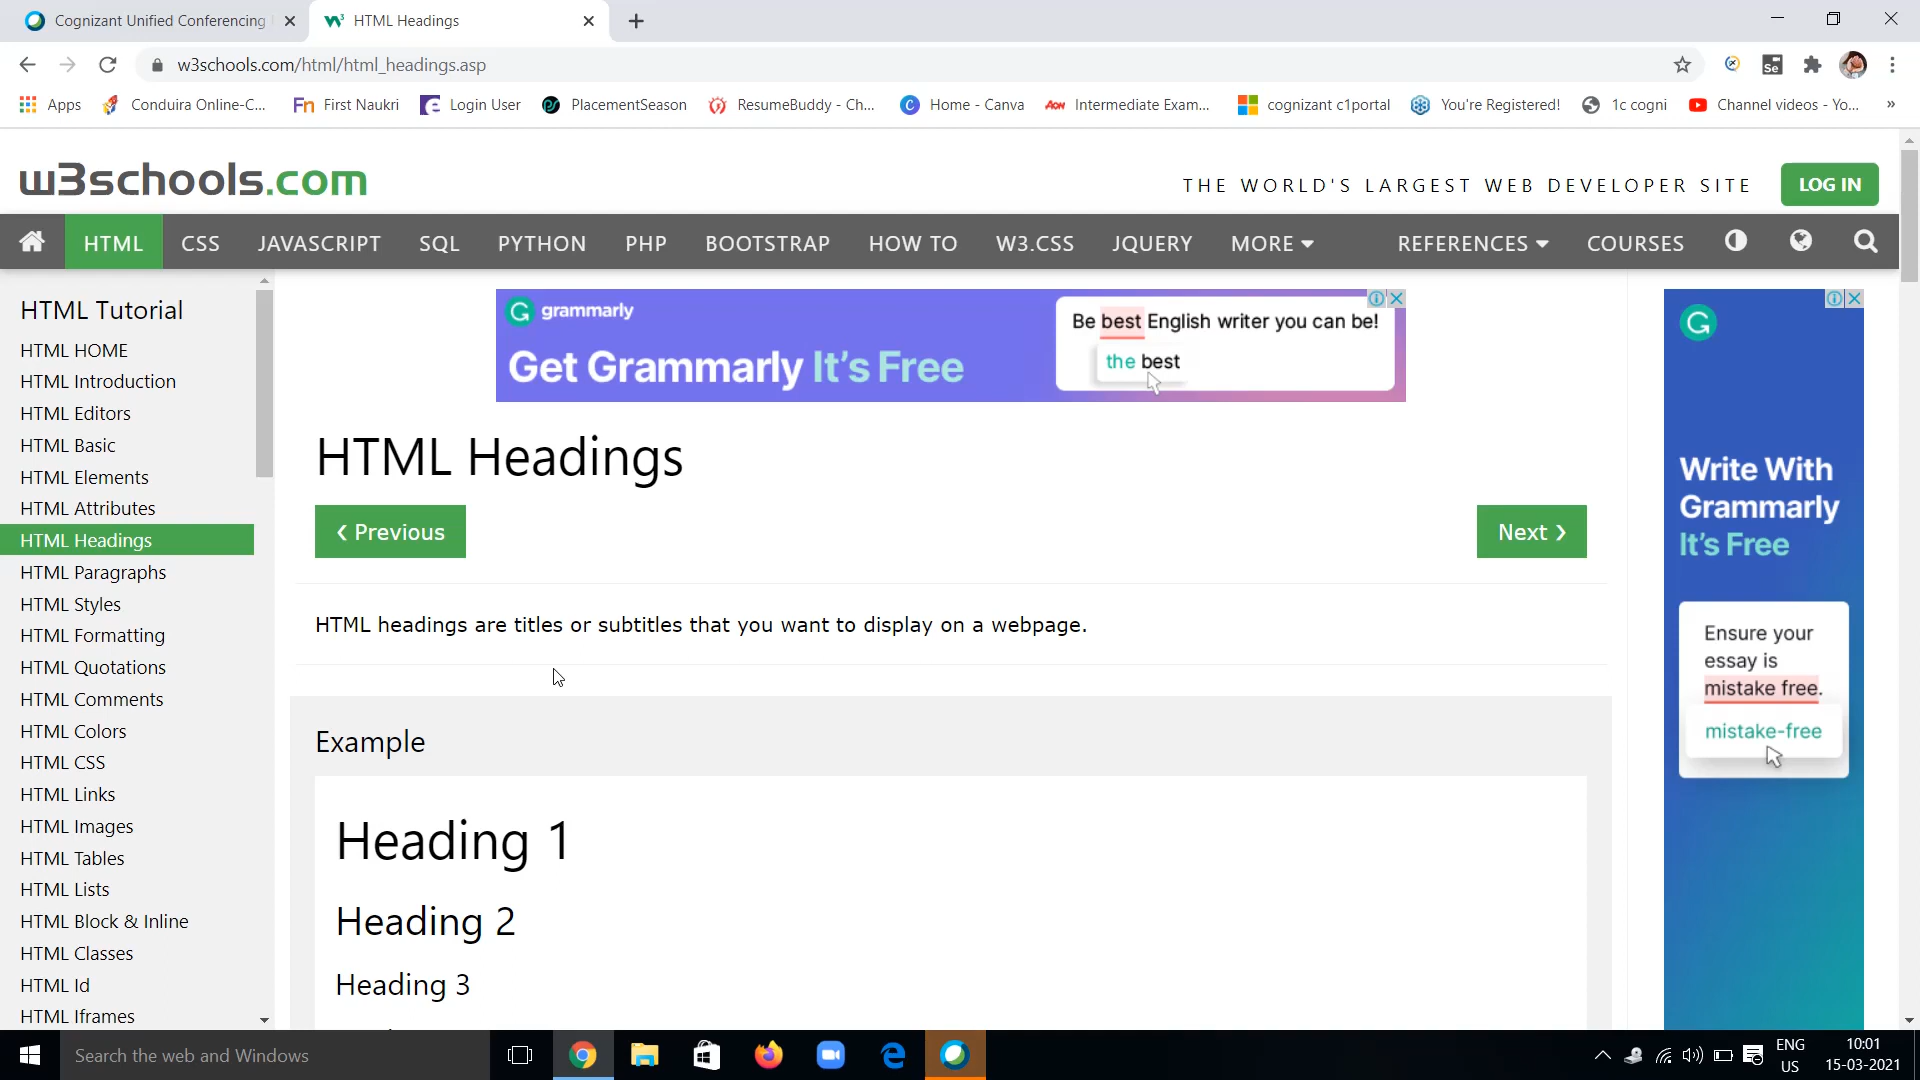 Cognizant Unified Conferencing
HTML Headings
w3schools.com/html/html_headings.asp
Se
Apps
Conduira Online-C...
Fn First Naukri
Login User
PlacementSeason
ResumeBuddy - Ch...
C Home - Canva
Aon Intermediate Exam...
cognizant c1portal
You're Registered!
1c cogni
Channel videos - Yo...
»
w3schools.com
THE WORLD'S LARGEST WEB DEVELOPER SITE
LOG IN
HTML CSS JAVASCRIPT SQL PYTHON PHP BOOTSTRAP HOW TO W3.CSS JQUERY MORE REFERENCES COURSES
HTML Tutorial
HTML HOME
HTML Introduction
HTML Editors
HTML Basic
HTML Elements
HTML Attributes
HTML Headings
HTML Paragraphs
HTML Styles
HTML Formatting
HTML Quotations
HTML Comments
HTML Colors
HTML CSS
HTML Links
HTML Images
HTML Tables
HTML Lists
HTML Block & Inline
HTML Classes
HTML Id
HTML Iframes
grammarly
Get Grammarly It's Free
Be best English writer you can be!
the best
HTML Headings
❮ Previous
Next ❯
HTML headings are titles or subtitles that you want to display on a webpage.
Example
Heading 1
Heading 2
Heading 3
Write With
Grammarly
It's Free
Ensure your
essay is
mistake free.
mistake-free
Search the web and Windows
ENG
US
10:01
15-03-2021